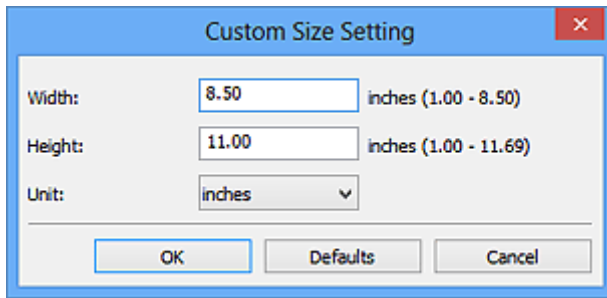 Custom Size Setting
Width: 8.50 inches (1.00 - 8.50)
Height: 11.00 inches (1.00 - 11.69)
Unit: inches
OK Defaults Cancel